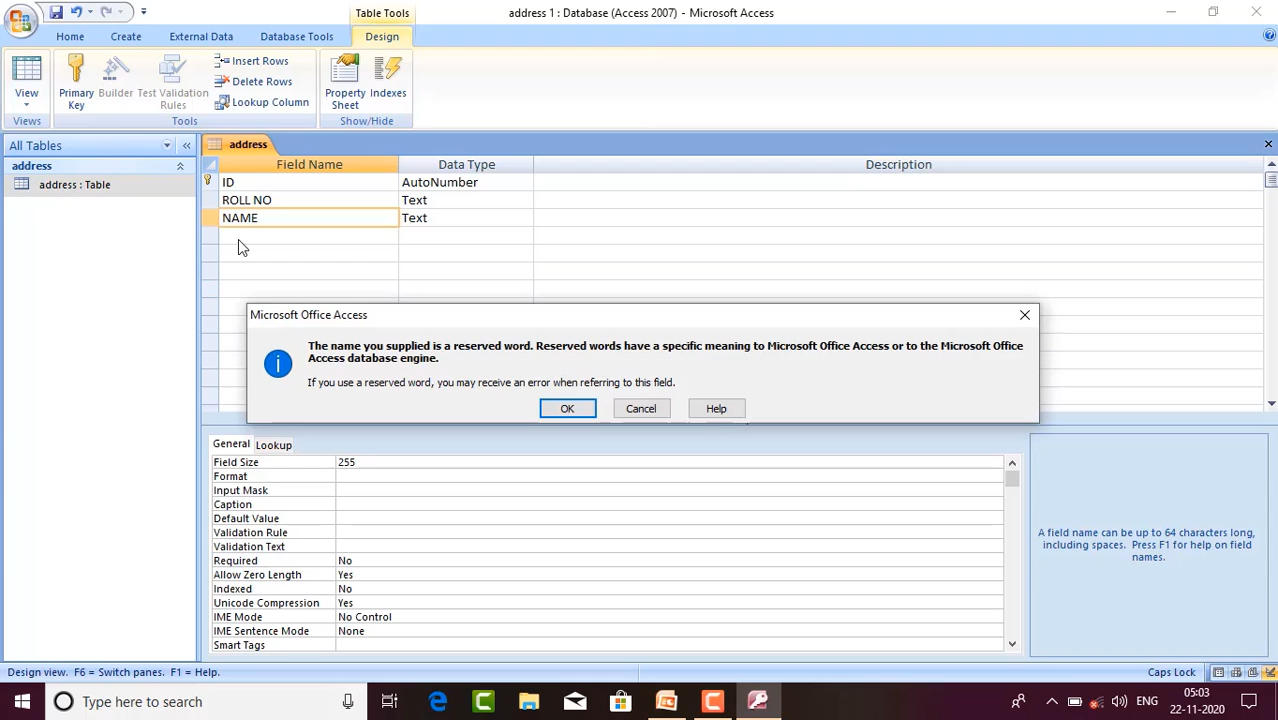 address 1 : Database (Access 2007) - Microsoft Access
Table Tools
Home
Create
External Data
Database Tools
Design
View
Primary Key
Builder
Test Validation Rules
Insert Rows
Delete Rows
Lookup Column
Property Sheet
Indexes
Views
Tools
Show/Hide
All Tables
address
address : Table
address
Field Name
Data Type
Description
ID
AutoNumber
ROLL NO
Text
NAME
Text
Microsoft Office Access
The name you supplied is a reserved word. Reserved words have a specific meaning to Microsoft Office Access or to the Microsoft Office
Access database engine.
If you use a reserved word, you may receive an error when referring to this field.
OK
Cancel
Help
General
Lookup
Field Size
255
Format
Input Mask
Caption
Default Value
Validation Rule
Validation Text
Required
No
Allow Zero Length
Yes
Indexed
No
Unicode Compression
Yes
IME Mode
No Control
IME Sentence Mode
None
Smart Tags
A field name can be up to 64 characters long,
including spaces. Press F1 for help on field
names.
Design view. F6 = Switch panes. F1 = Help.
Caps Lock
Type here to search
ENG
05:03
22-11-2020